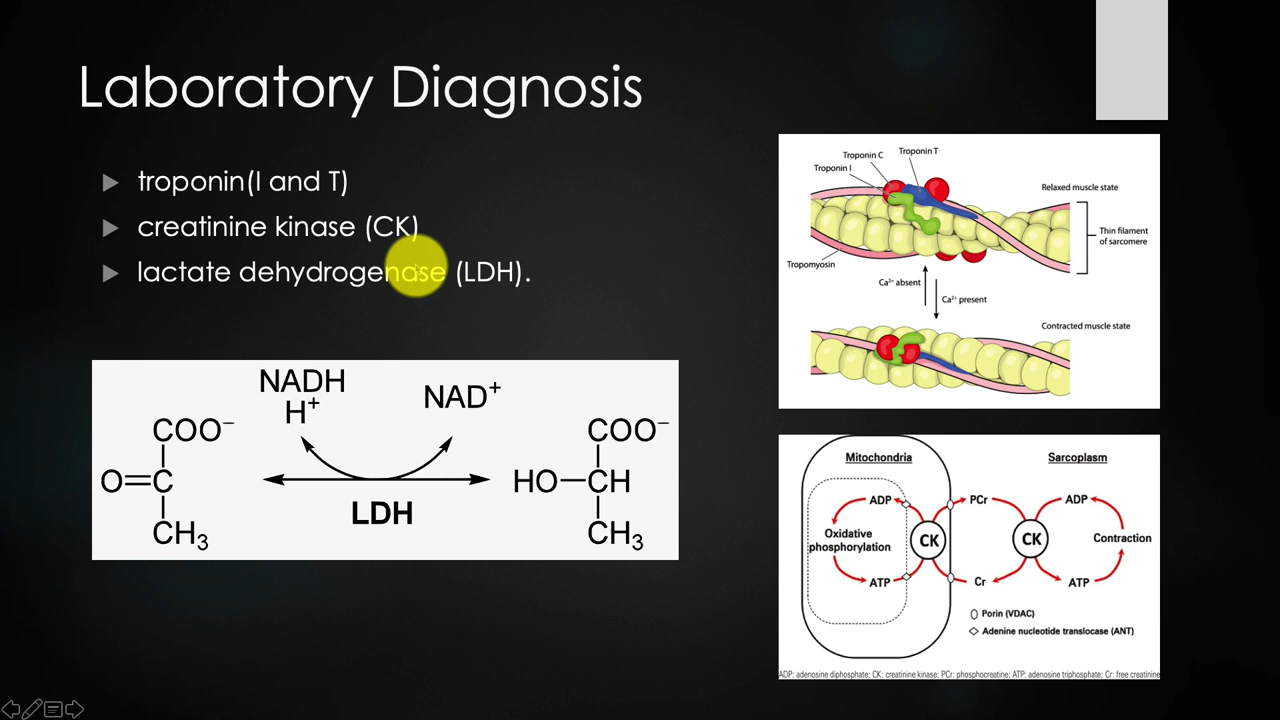 Laboratory Diagnosis
troponin(I and T)
creatinine kinase (CK)
lactate dehydrogenase (LDH).
NADH
H+
NAD+
COO−
O=C
CH3
LDH
COO−
HO−CH
CH3
Troponin C
Troponin T
Troponin I
Relaxed muscle state
Thin filament
of sarcomere
Tropomyosin
Ca2+ absent
Ca2+ present
Contracted muscle state
Mitochondria
Sarcoplasm
ADP
PCr
ADP
Oxidative
phosphorylation
CK
CK
Contraction
ATP
Cr
ATP
Porin (VDAC)
Adenine nucleotide translocase (ANT)
ADP: adenosine diphosphate; CK: creatinine kinase; PCr: phosphocreatine; ATP: adenosine triphosphate; Cr: free creatinine